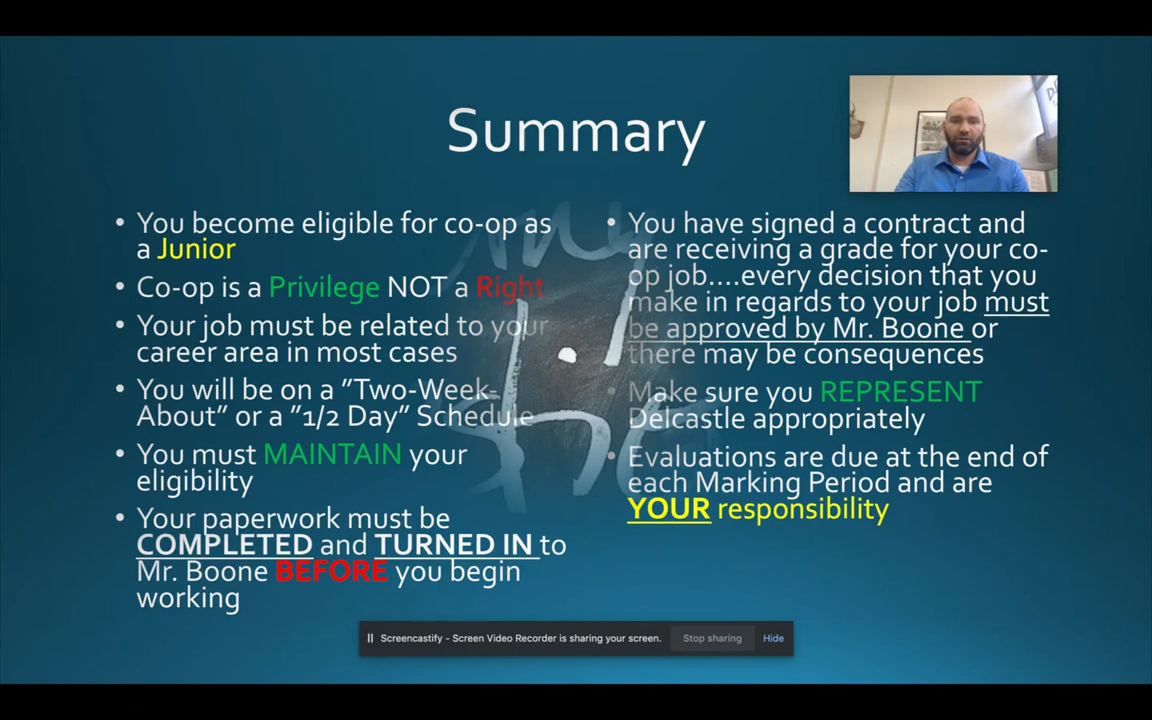 Summary
• You become eligible for co-op as
a Junior
• Co-op is a Privilege NOT a Right
• Your job must be related to your
career area in most cases
• You will be on a ”Two-Week-
About” or a ”1/2 Day” Schedule
• You must MAINTAIN your
eligibility
• Your paperwork must be
COMPLETED and TURNED IN to
Mr. Boone BEFORE you begin
working
• You have signed a contract and
are receiving a grade for your co-
op job....every decision that you
make in regards to your job must
be approved by Mr. Boone or
there may be consequences
• Make sure you REPRESENT
Delcastle appropriately
• Evaluations are due at the end of
each Marking Period and are
YOUR responsibility
Screencastify - Screen Video Recorder is sharing your screen.
Stop sharing
Hide